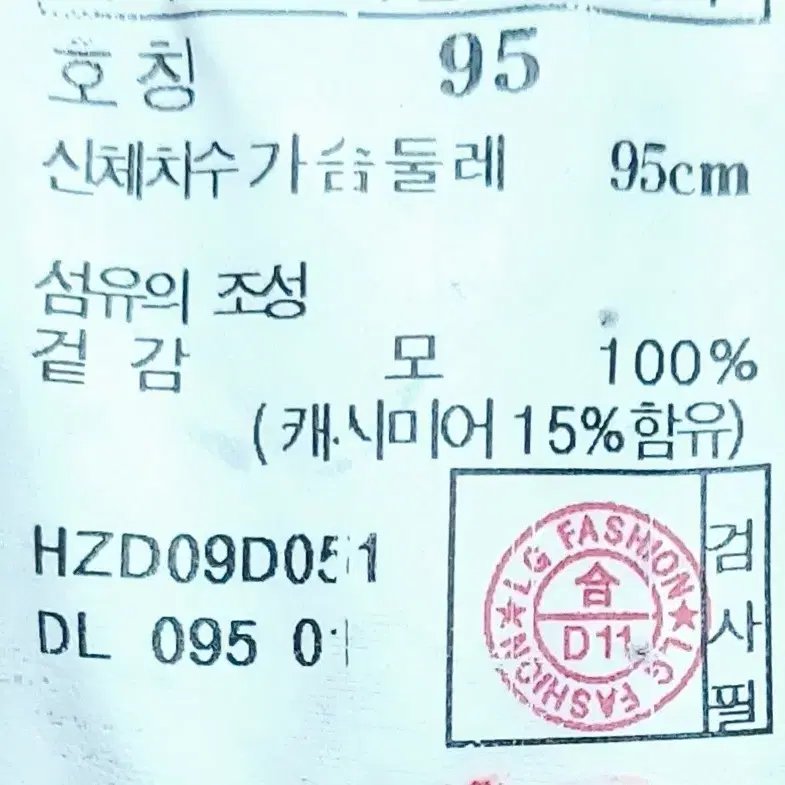 호칭 95
신체치수 가슴둘레 95cm
섬유의 조성
겉감 모 100%
(캐시미어 15%함유)
HZD09D051
DL 095 01
LG FASHION ★ LG FASHION ★
合
D11
검사필